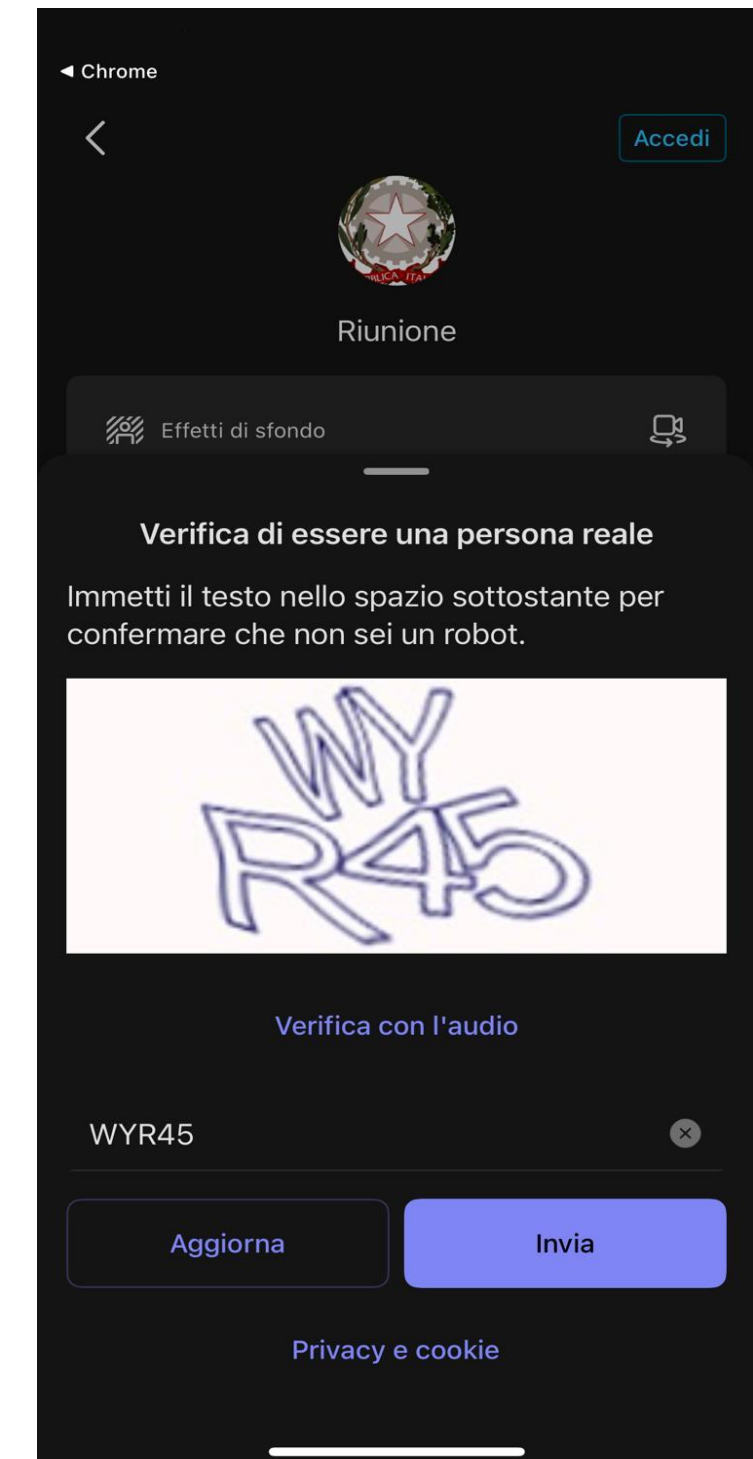 ◀ Chrome
Accedi
Riunione
Effetti di sfondo
Verifica di essere una persona reale
Immetti il testo nello spazio sottostante per
confermare che non sei un robot.
WY
R45
Verifica con l'audio
WYR45
Aggiorna
Invia
Privacy e cookie